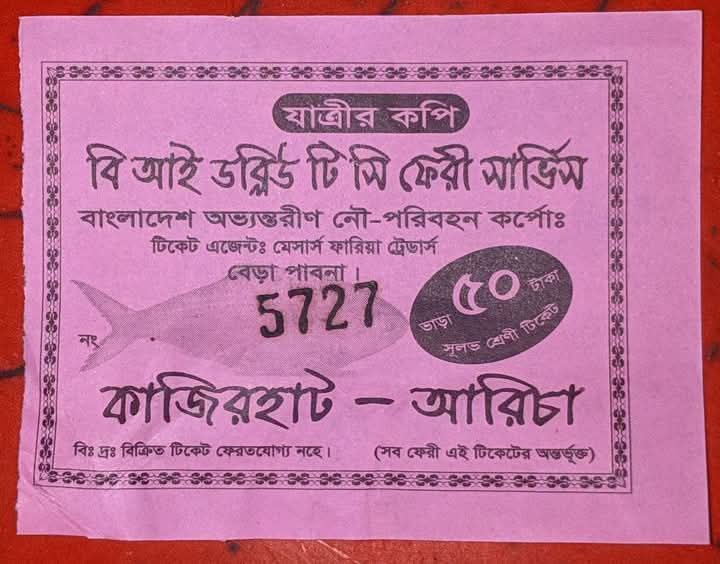 যাত্রীর কপি
বি আই ডব্লিউ টি সি ফেরী সার্ভিস
বাংলাদেশ অভ্যন্তরীণ নৌ-পরিবহন কর্পোঃ
টিকেট এজেন্টঃ মেসার্স ফারিয়া ট্রেডার্স
বেড়া পাবনা।
নং 5727
ভাড়া ৫০ টাকা
সূলভ শ্রেণী টিকেট
কাজিরহাট - আরিচা
বিঃ দ্রঃ বিক্রিত টিকেট ফেরতযোগ্য নহে। (সব ফেরী এই টিকেটের অন্তর্ভূক্ত)